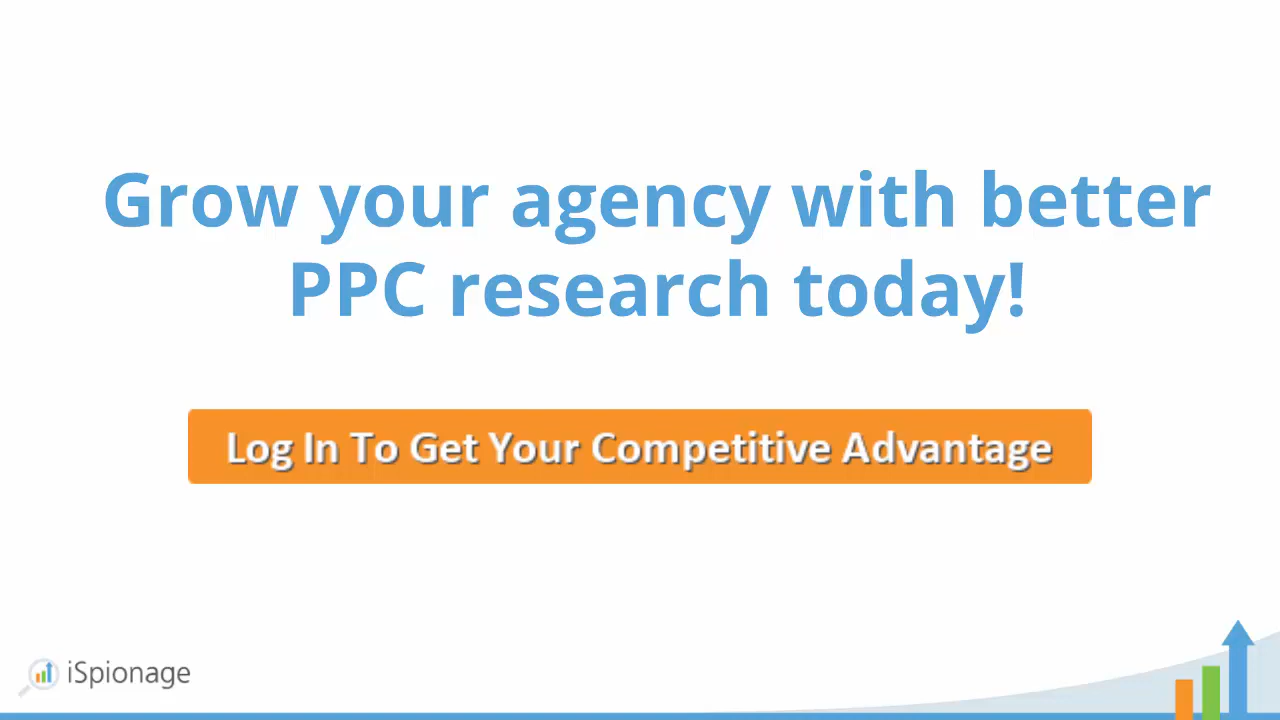 Grow your agency with better
PPC research today!
Log In To Get Your Competitive Advantage
iSpionage